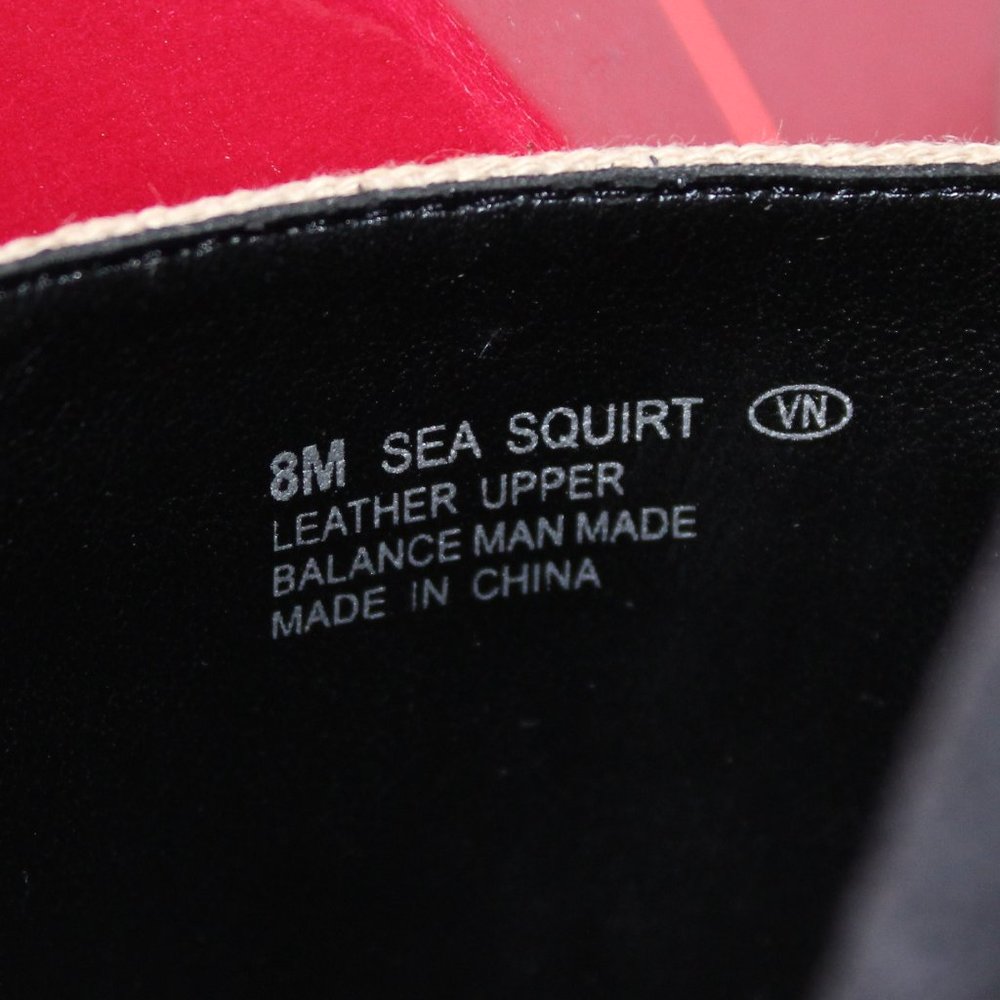 8M SEA SQUIRT VN
LEATHER UPPER
BALANCE MAN MADE
MADE IN CHINA